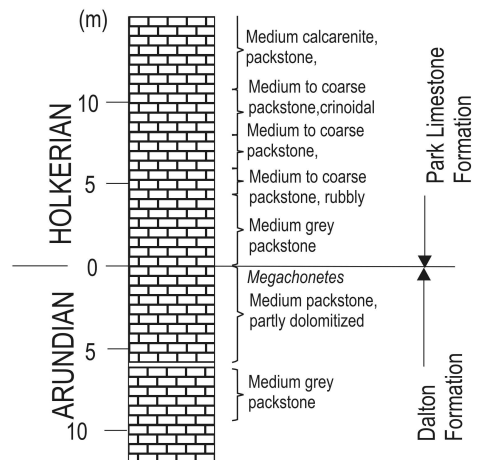 (m)
Medium calcarenite,
packstone,
10
Medium to coarse
packstone,crinoidal
Medium to coarse
packstone,
HOLKERIAN
Park Limestone
Formation
5
Medium to coarse
packstone, rubbly
Medium grey
packstone
0
Megachonetes
Medium packstone,
partly dolomitized
ARUNDIAN
5
Medium grey
packstone
Dalton
Formation
10